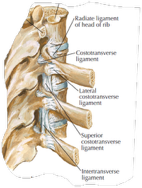 Radiate ligament
of head of rib
Costotransverse
ligament
Lateral
costotransverse
ligament
Superior
costotransverse
ligament
Intertransverse
ligament